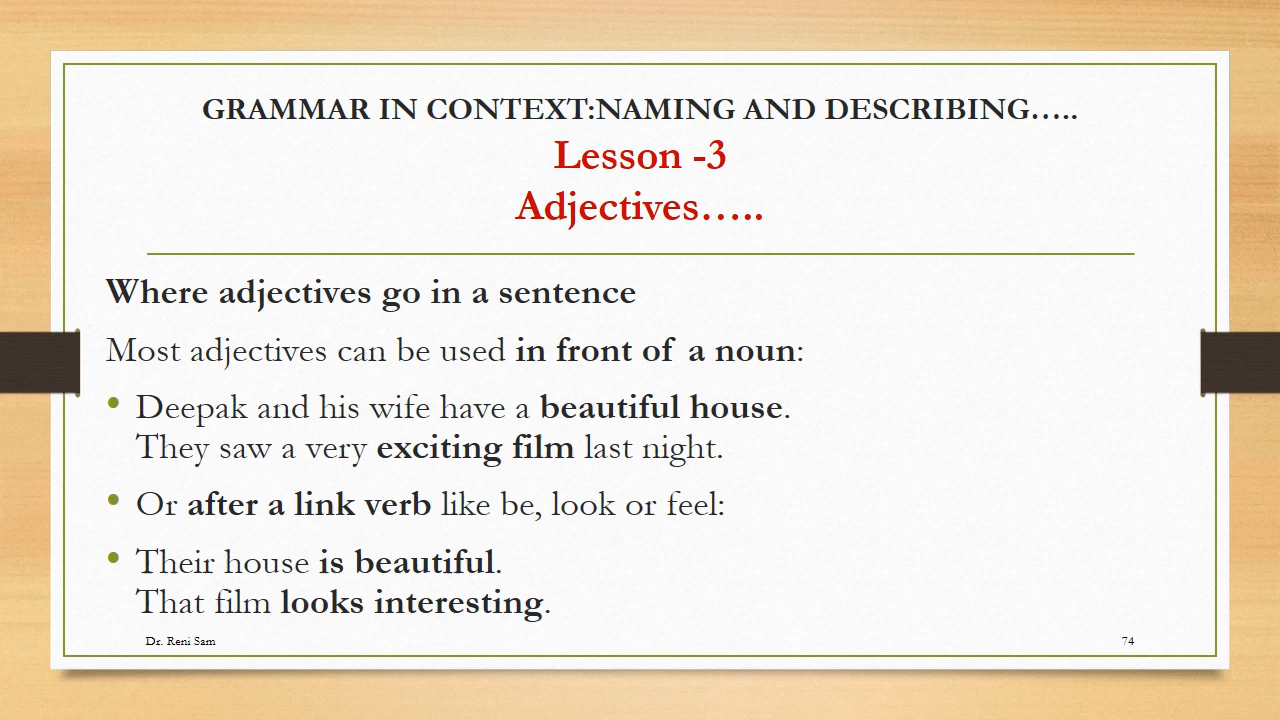 GRAMMAR IN CONTEXT:NAMING AND DESCRIBING…..
Lesson -3
Adjectives…..
Where adjectives go in a sentence
Most adjectives can be used in front of a noun:
• Deepak and his wife have a beautiful house.
They saw a very exciting film last night.
• Or after a link verb like be, look or feel:
• Their house is beautiful.
That film looks interesting.
Dr. Reni Sam
74